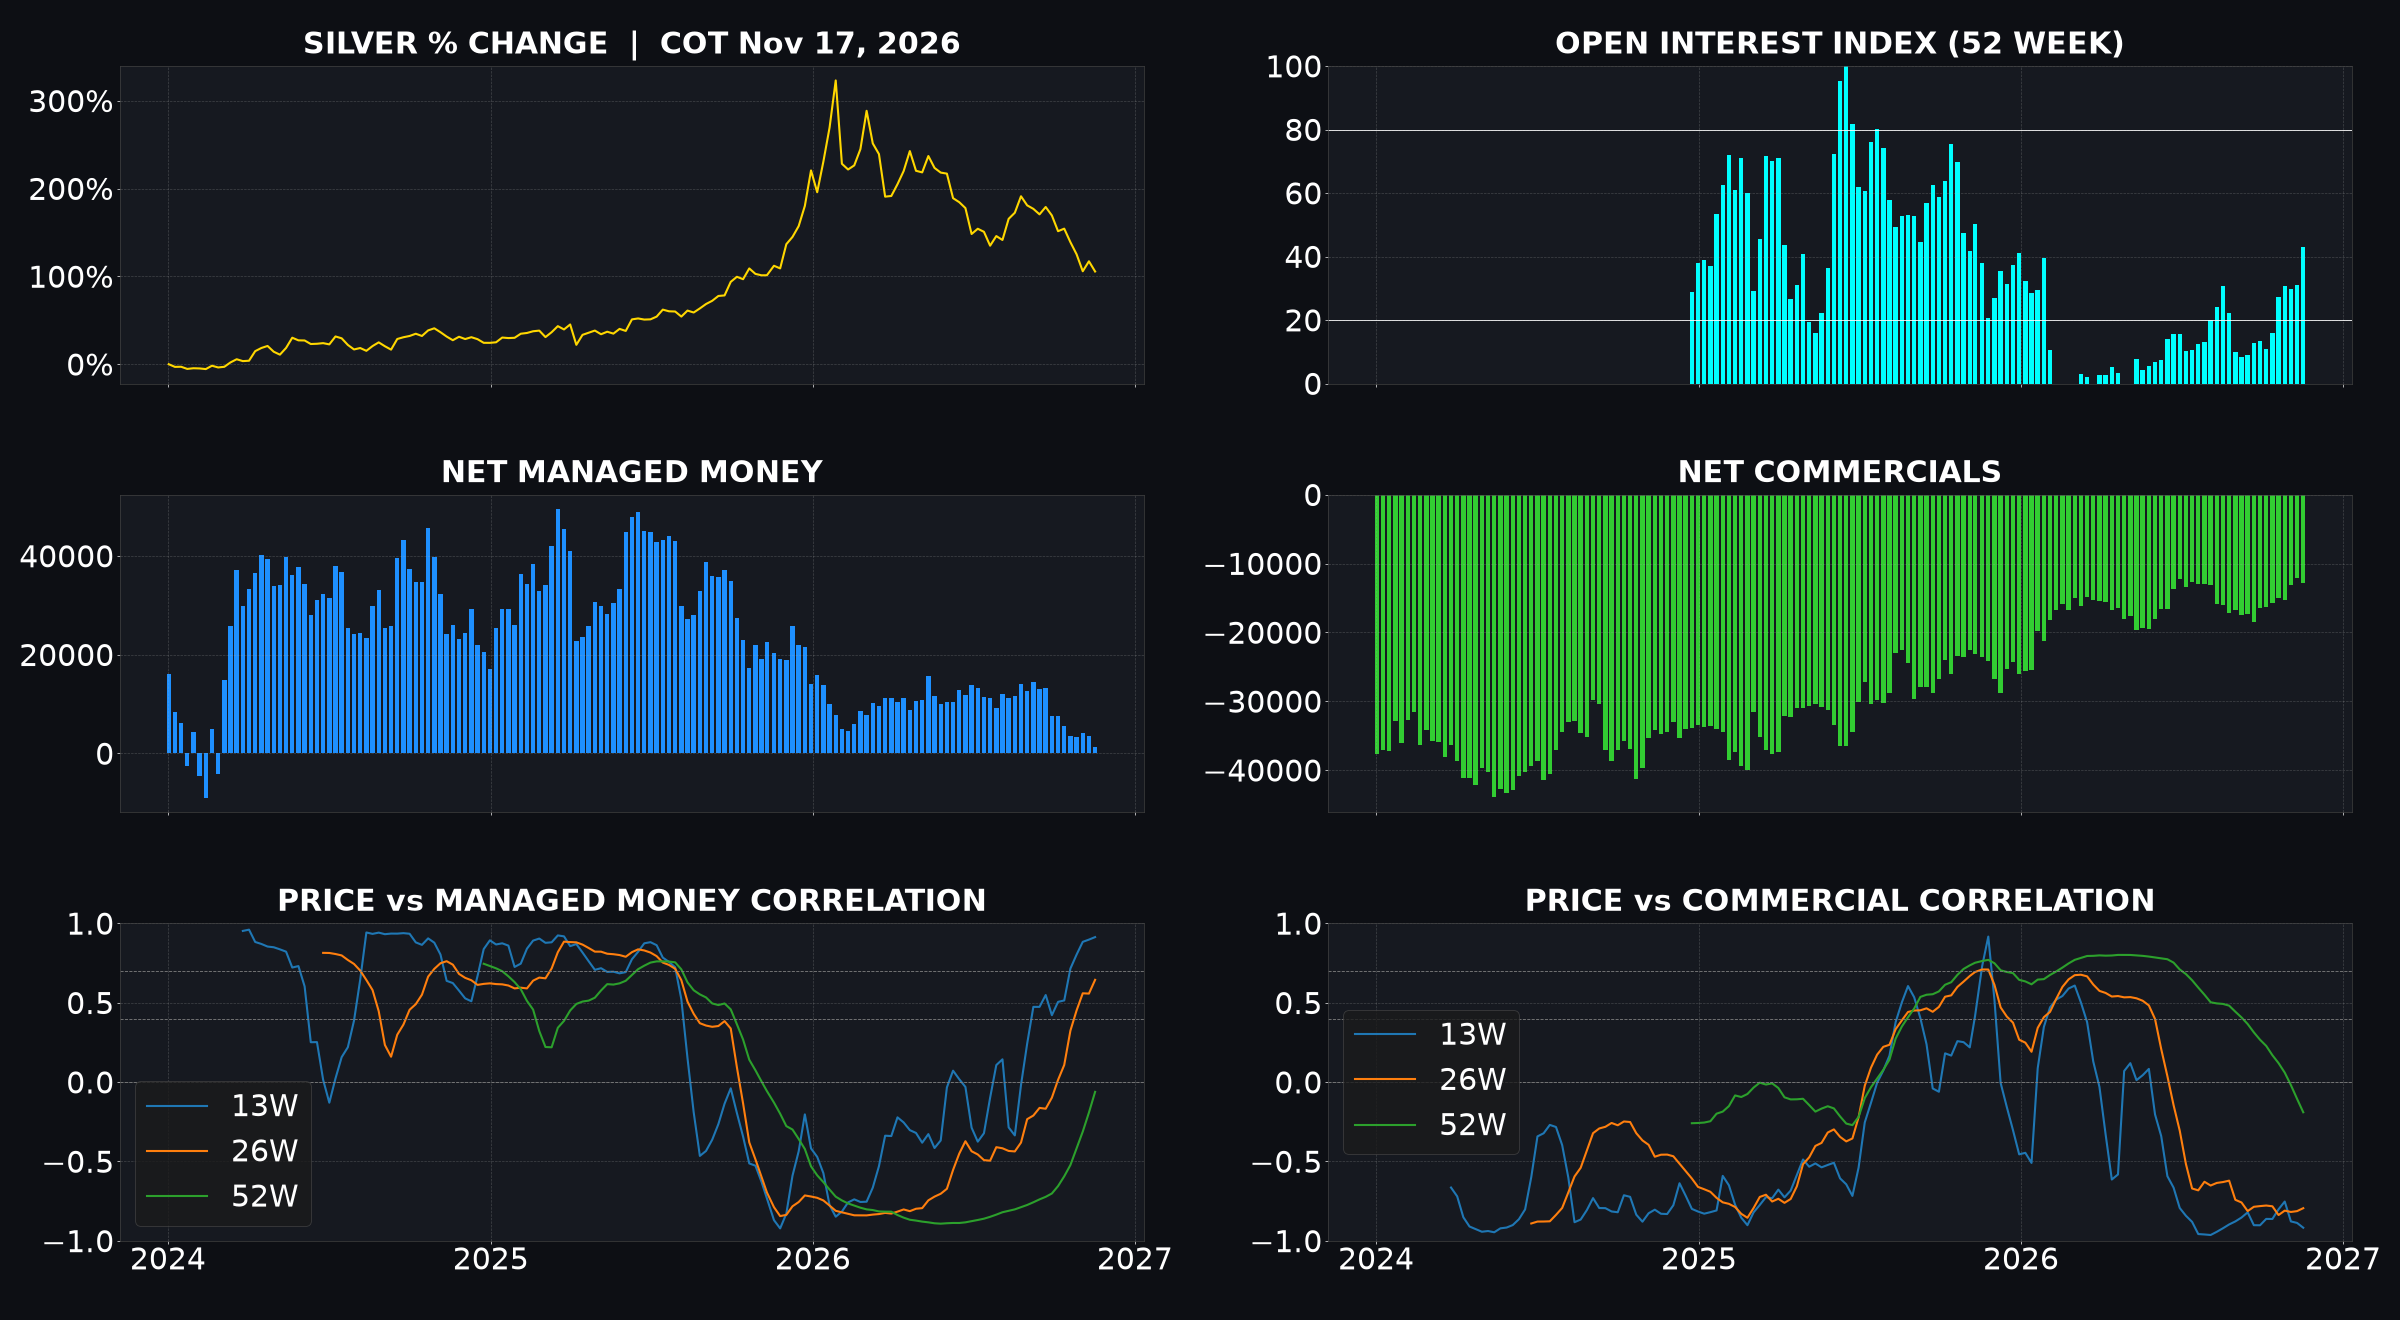 SILVER % CHANGE | COT Nov 17, 2026
300%
200%
100%
0%
OPEN INTEREST INDEX (52 WEEK)
100
80
60
40
20
0
NET MANAGED MONEY
40000
20000
0
NET COMMERCIALS
0
−10000
−20000
−30000
−40000
PRICE vs MANAGED MONEY CORRELATION
1.0
0.5
0.0
−0.5
−1.0
13W
26W
52W
2024 2025 2026 2027
PRICE vs COMMERCIAL CORRELATION
1.0
0.5
0.0
−0.5
−1.0
13W
26W
52W
2024 2025 2026 2027